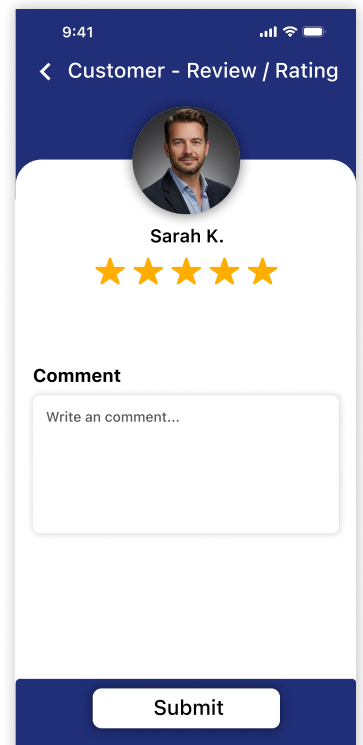 9:41
Customer - Review / Rating
Sarah K.
Comment
Write an comment...
Submit